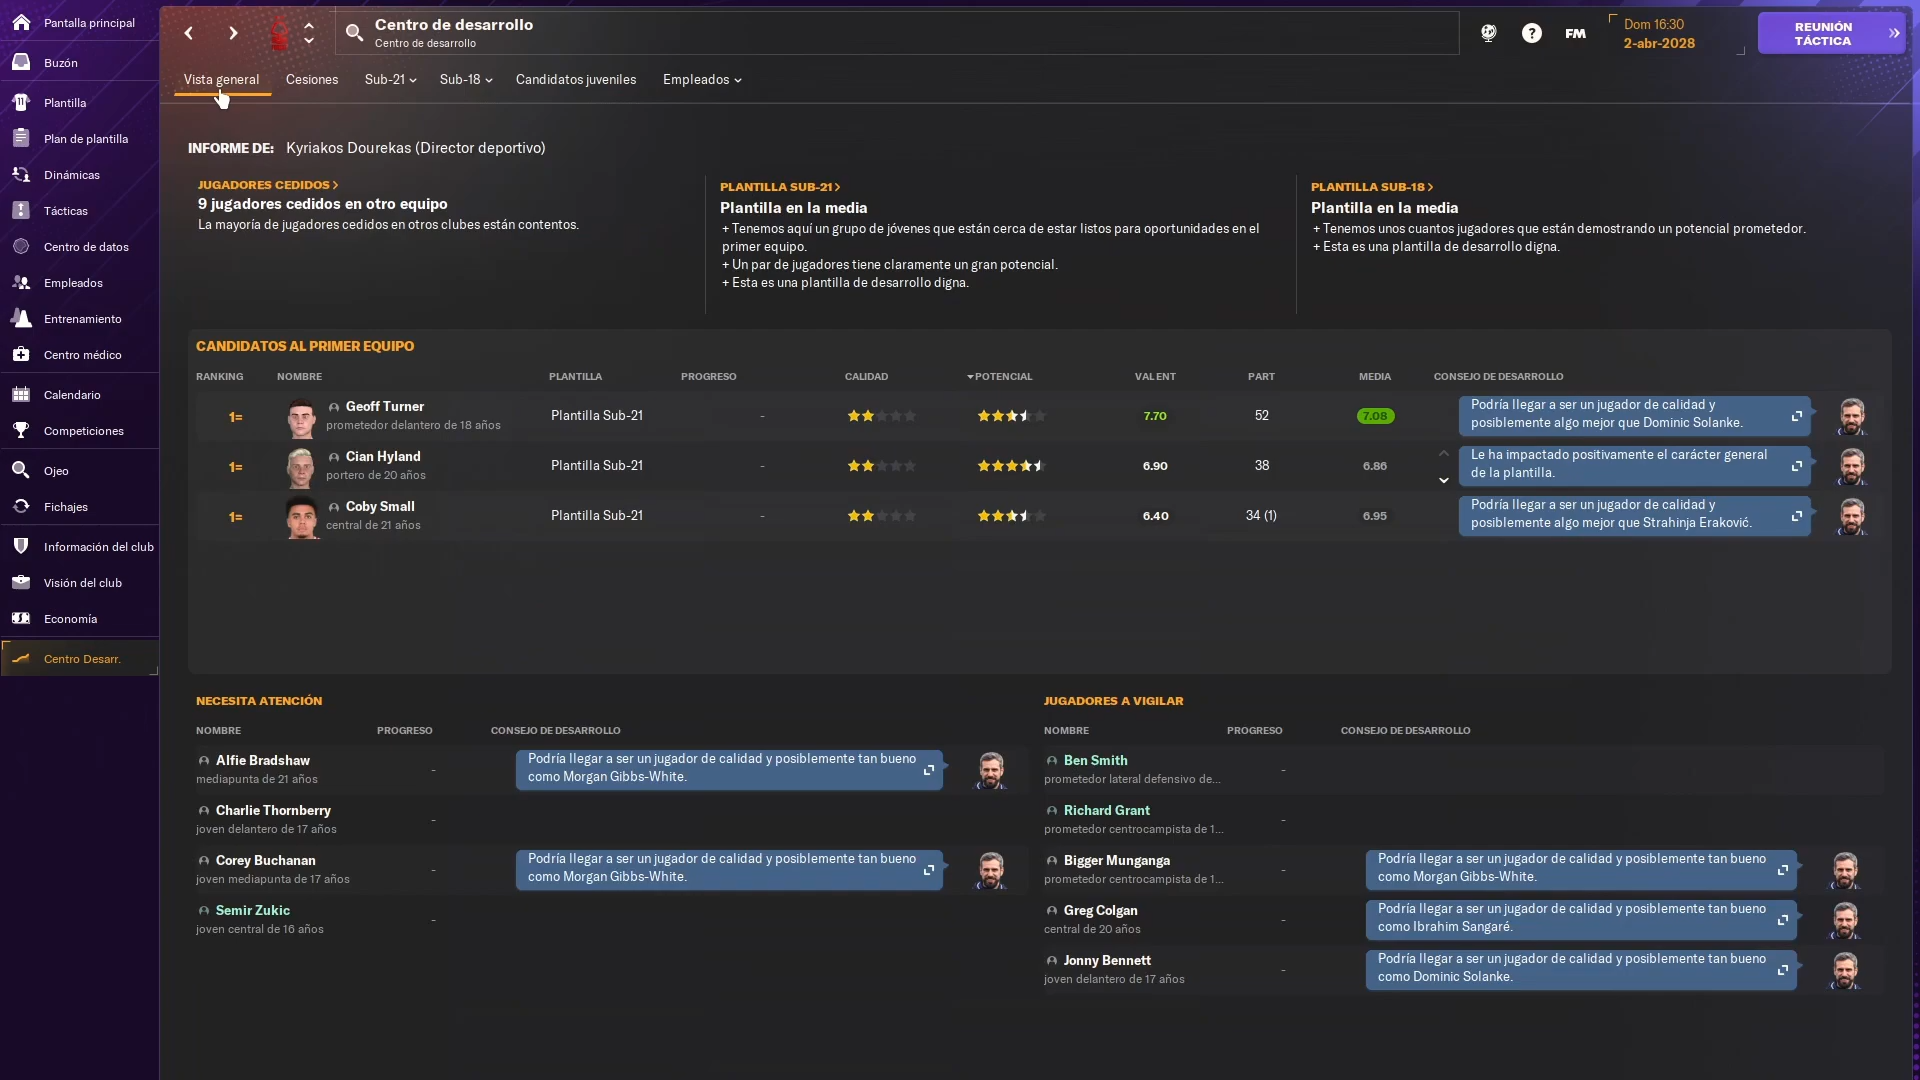 Pantalla principal
Buzón
Plantilla
Plan de plantilla
Dinámicas
Tácticas
Centro de datos
Empleados
Entrenamiento
Centro médico
Calendario
Competiciones
Ojeo
Fichajes
Información del club
Visión del club
Economía
Centro Desarr.
Centro de desarrollo
Centro de desarrollo
FM
Dom 16:30
2-abr-2028
REUNIÓN
TÁCTICA
Vista general
Cesiones
Sub-21
Sub-18
Candidatos juveniles
Empleados
INFORME DE: Kyriakos Dourekas (Director deportivo)
JUGADORES CEDIDOS >
9 jugadores cedidos en otro equipo
La mayoría de jugadores cedidos en otros clubes están contentos.
PLANTILLA SUB-21 >
Plantilla en la media
+ Tenemos aquí un grupo de jóvenes que están cerca de estar listos para oportunidades en el
primer equipo.
+ Un par de jugadores tiene claramente un gran potencial.
+ Esta es una plantilla de desarrollo digna.
PLANTILLA SUB-18 >
Plantilla en la media
+ Tenemos unos cuantos jugadores que están demostrando un potencial prometedor.
+ Esta es una plantilla de desarrollo digna.
CANDIDATOS AL PRIMER EQUIPO
RANKING NOMBRE PLANTILLA PROGRESO CALIDAD POTENCIAL VAL ENT PART MEDIA CONSEJO DE DESARROLLO
1= Geoff Turner Plantilla Sub-21 - 7.70 52 7.08
prometedor delantero de 18 años
Podría llegar a ser un jugador de calidad y
posiblemente algo mejor que Dominic Solanke.
1= Cian Hyland Plantilla Sub-21 - 6.90 38 6.86
portero de 20 años
Le ha impactado positivamente el carácter general
de la plantilla.
1= Coby Small Plantilla Sub-21 - 6.40 34 (1) 6.95
central de 21 años
Podría llegar a ser un jugador de calidad y
posiblemente algo mejor que Strahinja Eraković.
NECESITA ATENCIÓN
NOMBRE PROGRESO CONSEJO DE DESARROLLO
Alfie Bradshaw -
mediapunta de 21 años
Podría llegar a ser un jugador de calidad y posiblemente tan bueno
como Morgan Gibbs-White.
Charlie Thornberry -
joven delantero de 17 años
Corey Buchanan -
joven mediapunta de 17 años
Podría llegar a ser un jugador de calidad y posiblemente tan bueno
como Morgan Gibbs-White.
Semir Zukic -
joven central de 16 años
JUGADORES A VIGILAR
NOMBRE PROGRESO CONSEJO DE DESARROLLO
Ben Smith -
prometedor lateral defensivo de...
Richard Grant -
prometedor centrocampista de 1...
Bigger Munganga -
prometedor centrocampista de 1...
Podría llegar a ser un jugador de calidad y posiblemente tan bueno
como Morgan Gibbs-White.
Greg Colgan -
central de 20 años
Podría llegar a ser un jugador de calidad y posiblemente tan bueno
como Ibrahim Sangaré.
Jonny Bennett -
joven delantero de 17 años
Podría llegar a ser un jugador de calidad y posiblemente tan bueno
como Dominic Solanke.